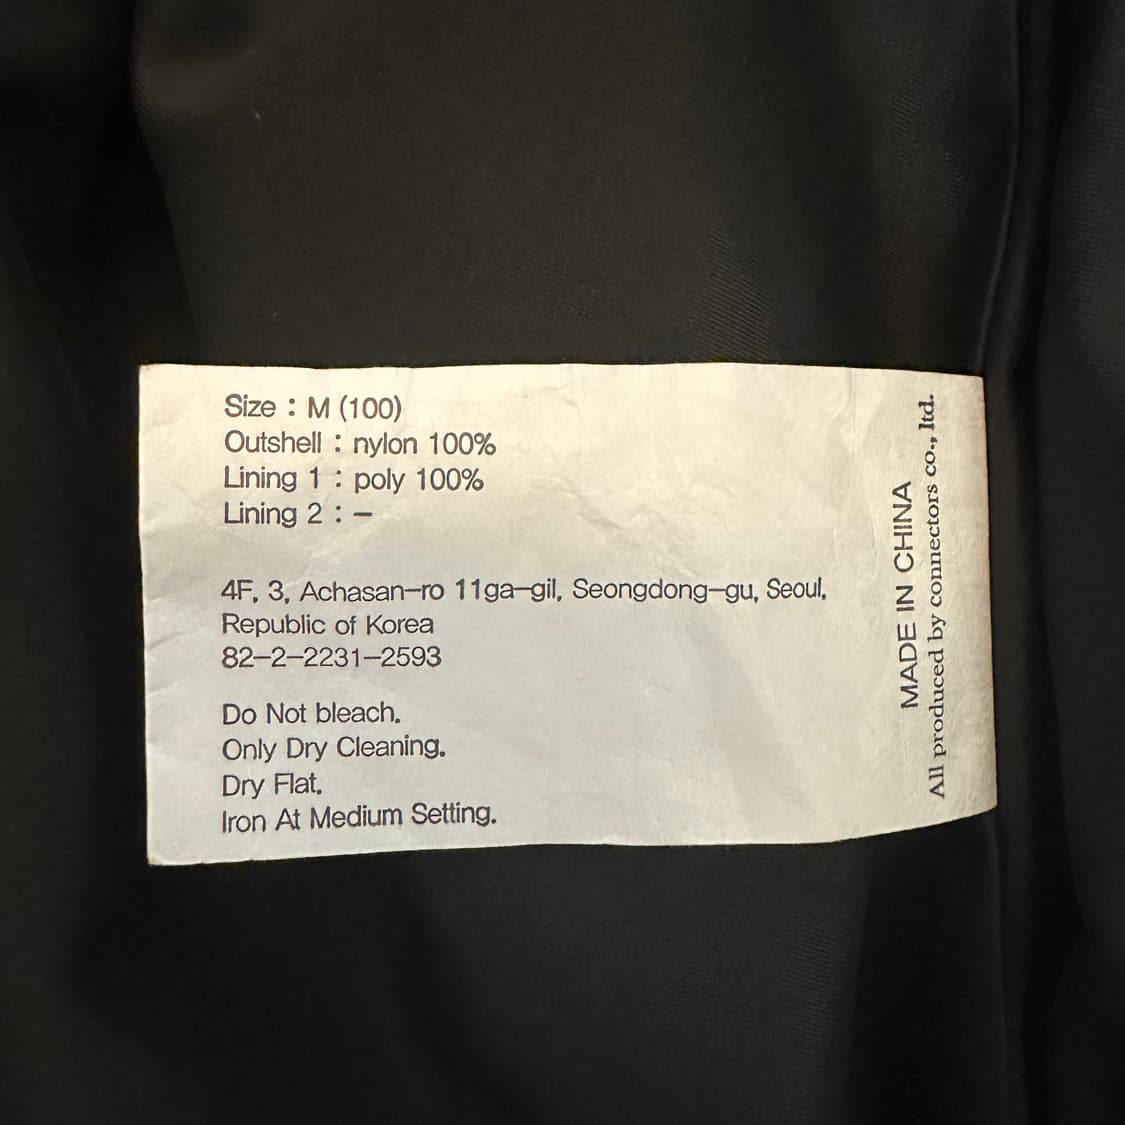 Size : M (100)
Outshell : nylon 100%
Lining 1 : poly 100%
Lining 2 : –
4F, 3, Achasan-ro 11ga-gil, Seongdong-gu, Seoul,
Republic of Korea
82-2-2231-2593
Do Not bleach.
Only Dry Cleaning.
Dry Flat.
Iron At Medium Setting.
MADE IN CHINA
All produced by connectors co., ltd.